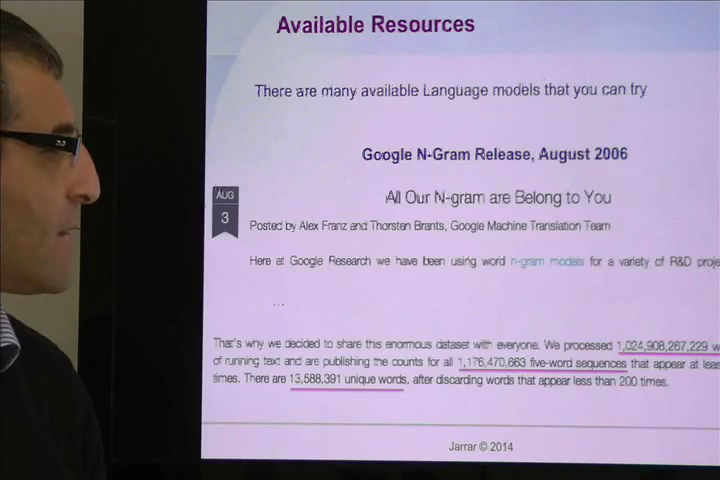 Available Resources
There are many available Language models that you can try
Google N-Gram Release, August 2006
AUG
3
All Our N-gram are Belong to You
Posted by Alex Franz and Thorsten Brants, Google Machine Translation Team
Here at Google Research we have been using word n-gram models for a variety of R&D proje
...
That's why we decided to share this enormous dataset with everyone. We processed 1,024,908,267,229 w
of running text and are publishing the counts for all 1,176,470,663 five-word sequences that appear at leas
times. There are 13,588,391 unique words, after discarding words that appear less than 200 times.
Jarrar © 2014